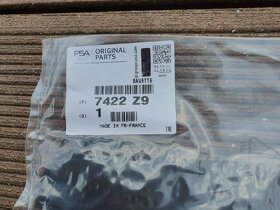 PSA
ORIGINAL
PARTS
BAVETTE
(P) 7422 Z9
(Q) 1
MADE IN FR-FRANCE